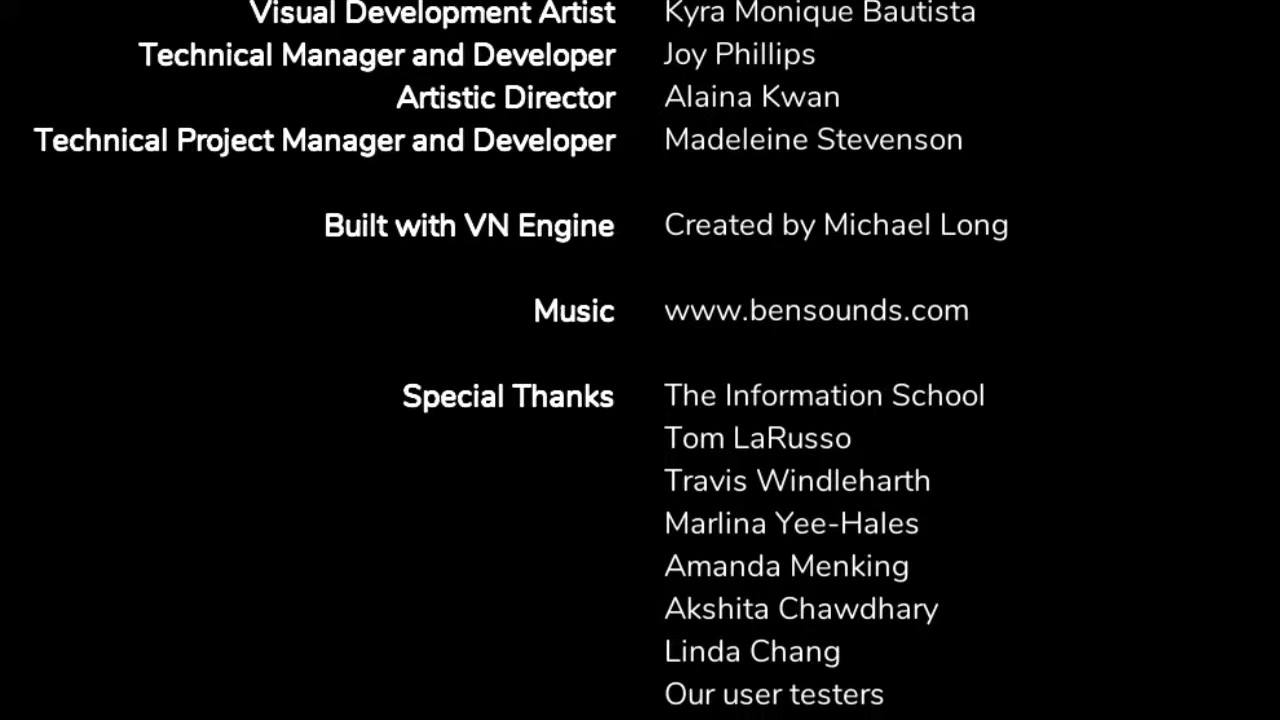 Visual Development Artist Kyra Monique Bautista
Technical Manager and Developer Joy Phillips
Artistic Director Alaina Kwan
Technical Project Manager and Developer Madeleine Stevenson
Built with VN Engine Created by Michael Long
Music www.bensounds.com
Special Thanks The Information School
Tom LaRusso
Travis Windleharth
Marlina Yee-Hales
Amanda Menking
Akshita Chawdhary
Linda Chang
Our user testers